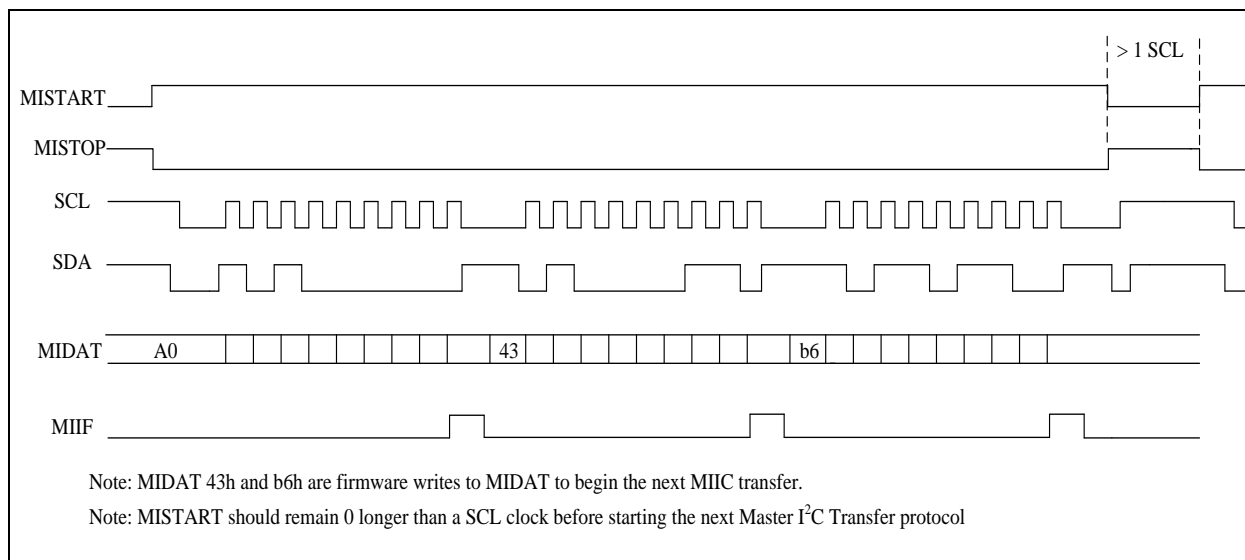 > 1 SCL
MISTART
MISTOP
SCL
SDA
MIDAT A0 43 b6
MIIF
Note: MIDAT 43h and b6h are firmware writes to MIDAT to begin the next MIIC transfer.
Note: MISTART should remain 0 longer than a SCL clock before starting the next Master I²C Transfer protocol